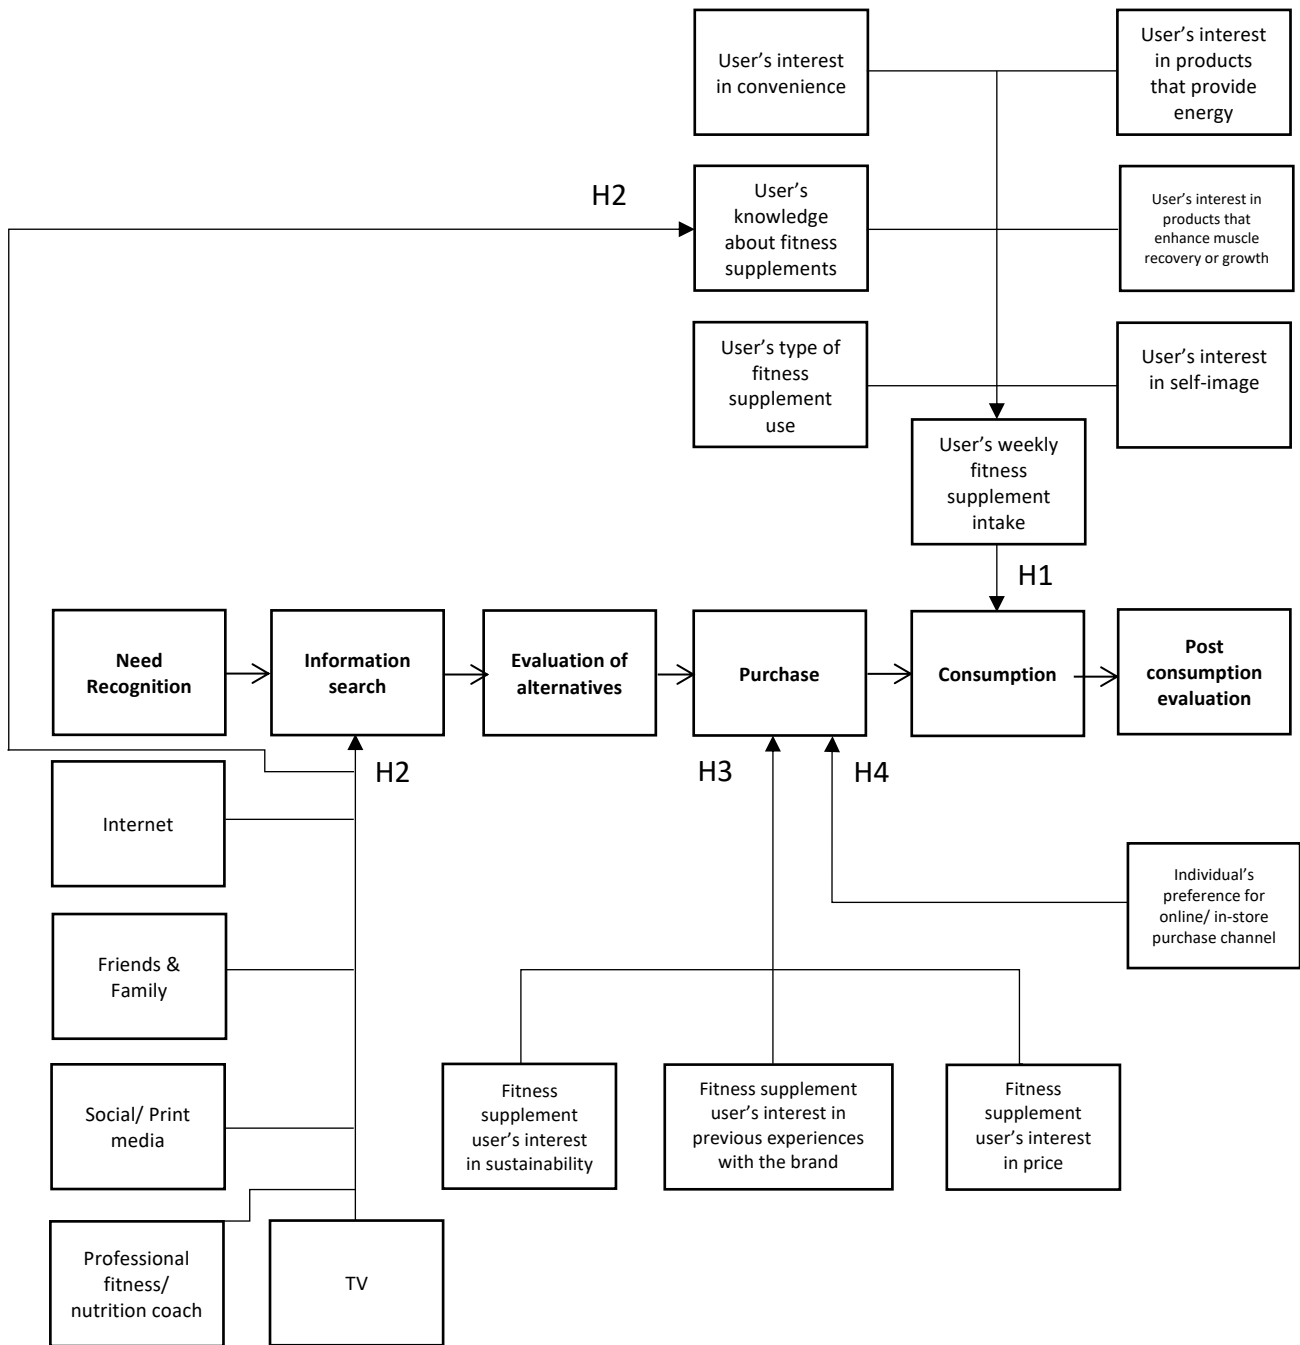 User's interest
in convenience
User's interest
in products
that provide
energy
H2
User's
knowledge
about fitness
supplements
User's interest in
products that
enhance muscle
recovery or growth
User's type of
fitness
supplement
use
User's interest
in self-image
User's weekly
fitness
supplement
intake
H1
Need
Recognition
Information
search
Evaluation of
alternatives
Purchase
Consumption
Post
consumption
evaluation
H2
H3
H4
Internet
Individual's
preference for
online/ in-store
purchase channel
Friends &
Family
Social/ Print
media
Fitness
supplement
user's interest
in sustainability
Fitness supplement
user's interest in
previous experiences
with the brand
Fitness
supplement
user's interest
in price
Professional
fitness/
nutrition coach
TV